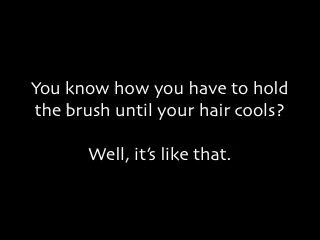 You know how you have to hold
the brush until your hair cools?
Well, it's like that.